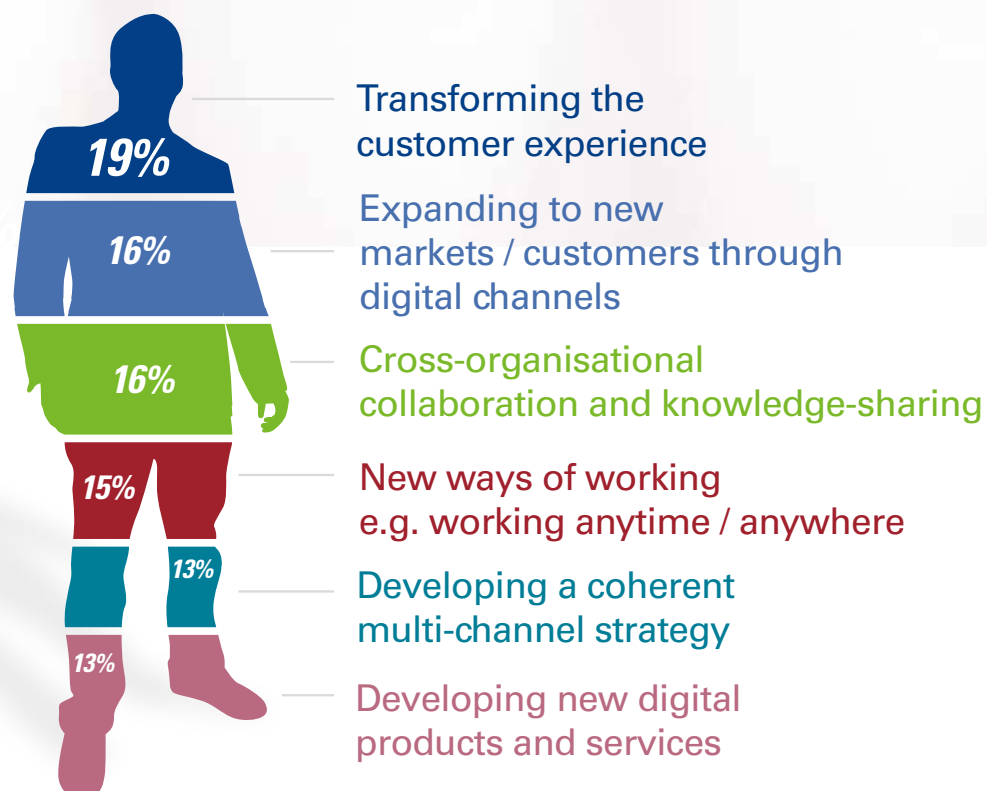 19%
Transforming the
customer experience
16%
Expanding to new
markets / customers through
digital channels
16%
Cross-organisational
collaboration and knowledge-sharing
15%
New ways of working
e.g. working anytime / anywhere
13%
Developing a coherent
multi-channel strategy
13%
Developing new digital
products and services